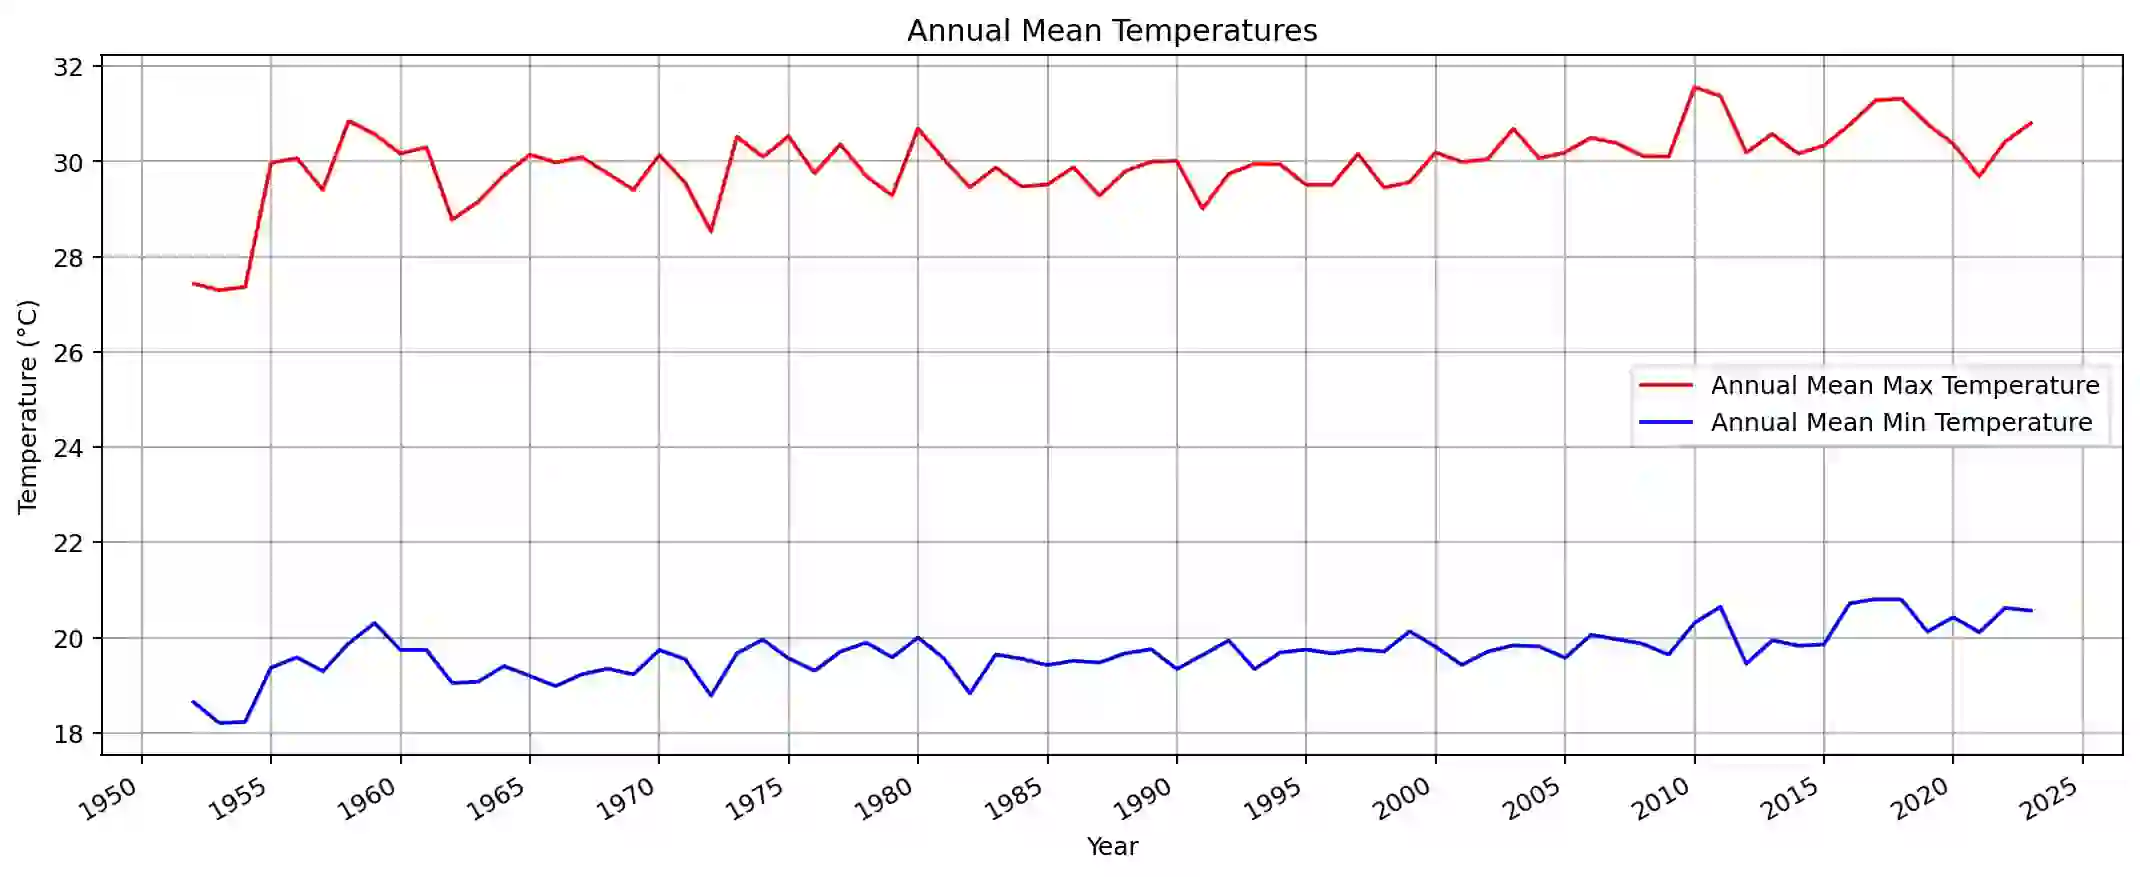 Annual Mean Temperatures
32
30
28
26
24
22
20
18
Temperature (°C)
Annual Mean Max Temperature
Annual Mean Min Temperature
1950 1955 1960 1965 1970 1975 1980 1985 1990 1995 2000 2005 2010 2015 2020 2025
Year